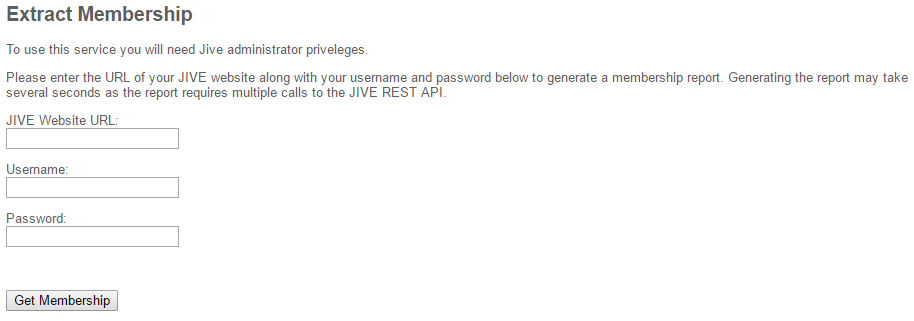 Extract Membership
To use this service you will need Jive administrator priveleges.
Please enter the URL of your JIVE website along with your username and password below to generate a membership report. Generating the report may take
several seconds as the report requires multiple calls to the JIVE REST API.
JIVE Website URL:
Username:
Password:
Get Membership